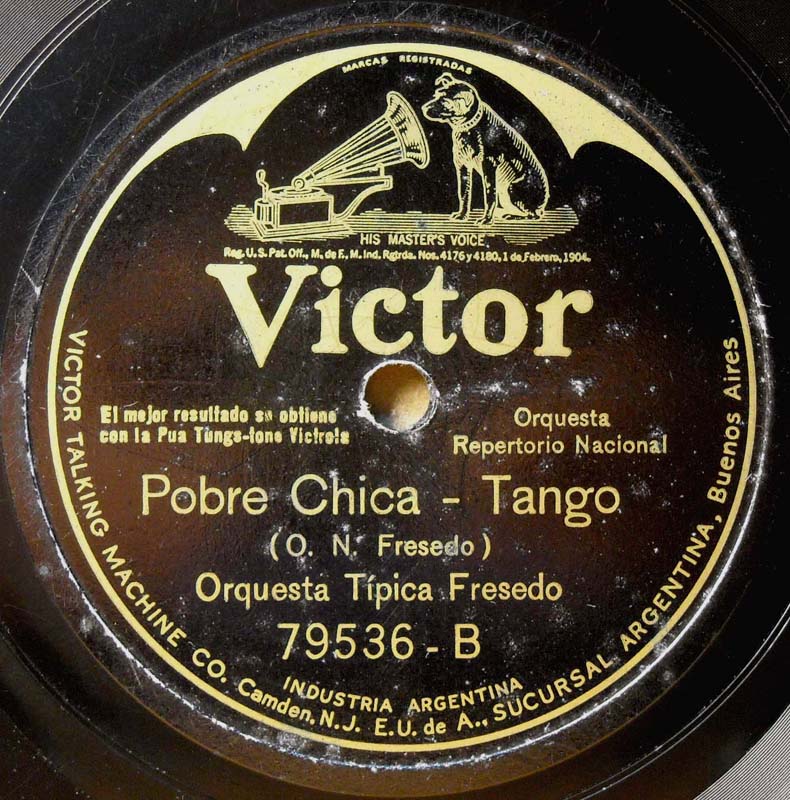 MARCAS REGISTRADAS
HIS MASTER'S VOICE
Reg. U.S. Pat. Off., M. de F., M. Ind. Rgtrda. Nos. 4176 y 4180, 1 de Febrero, 1904.
Victor
El mejor resultado se obtiene
con la Pua Tungs-tone Victrola
Orquesta
Repertorio Nacional
Pobre Chica - Tango
(O. N. Fresedo)
Orquesta Típica Fresedo
79536 - B
INDUSTRIA ARGENTINA
VICTOR TALKING MACHINE CO. Camden, N.J. E.U. de A., SUCURSAL ARGENTINA, Buenos Aires